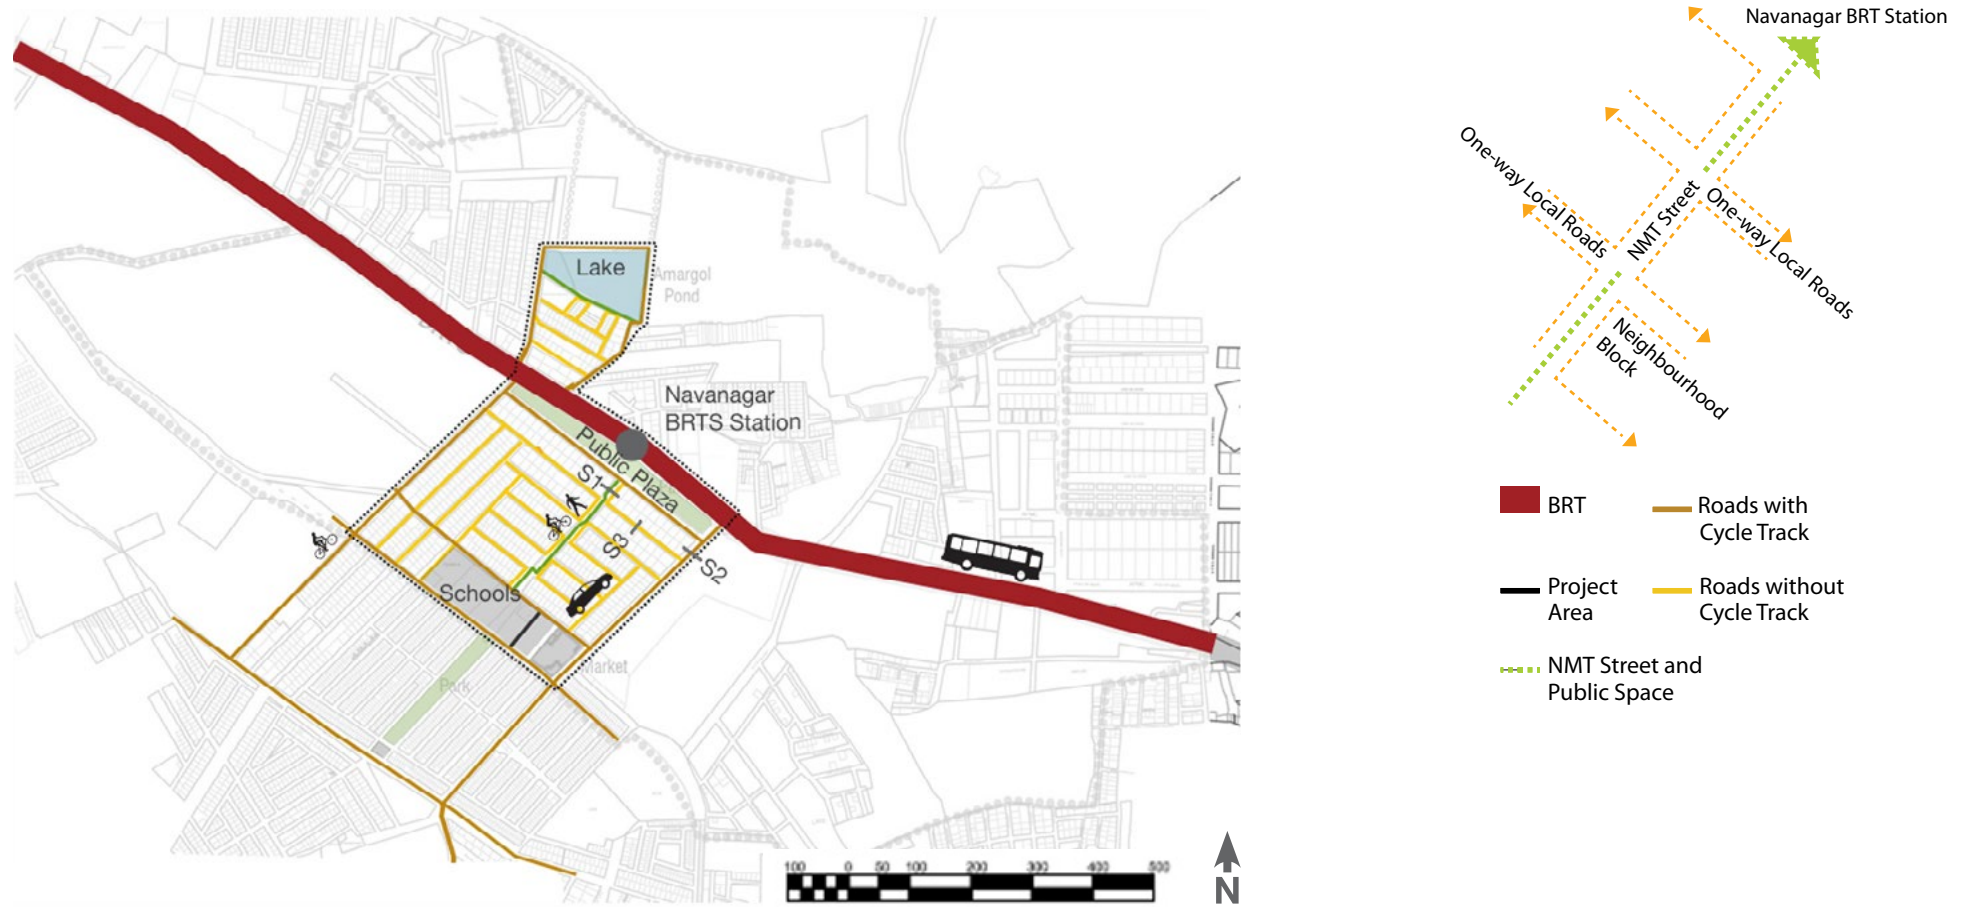 Navanagar BRT Station
One-way Local Roads
NMT Street
One-way Local Roads
Neighbourhood
Block
Lake
Amargol
Pond
Navanagar
BRTS Station
Public Plaza
S1
S3
S2
Schools
Market
Park
BRT
Roads with
Cycle Track
Project
Area
Roads without
Cycle Track
NMT Street and
Public Space
100 0 50 100 200 300 400 500
N